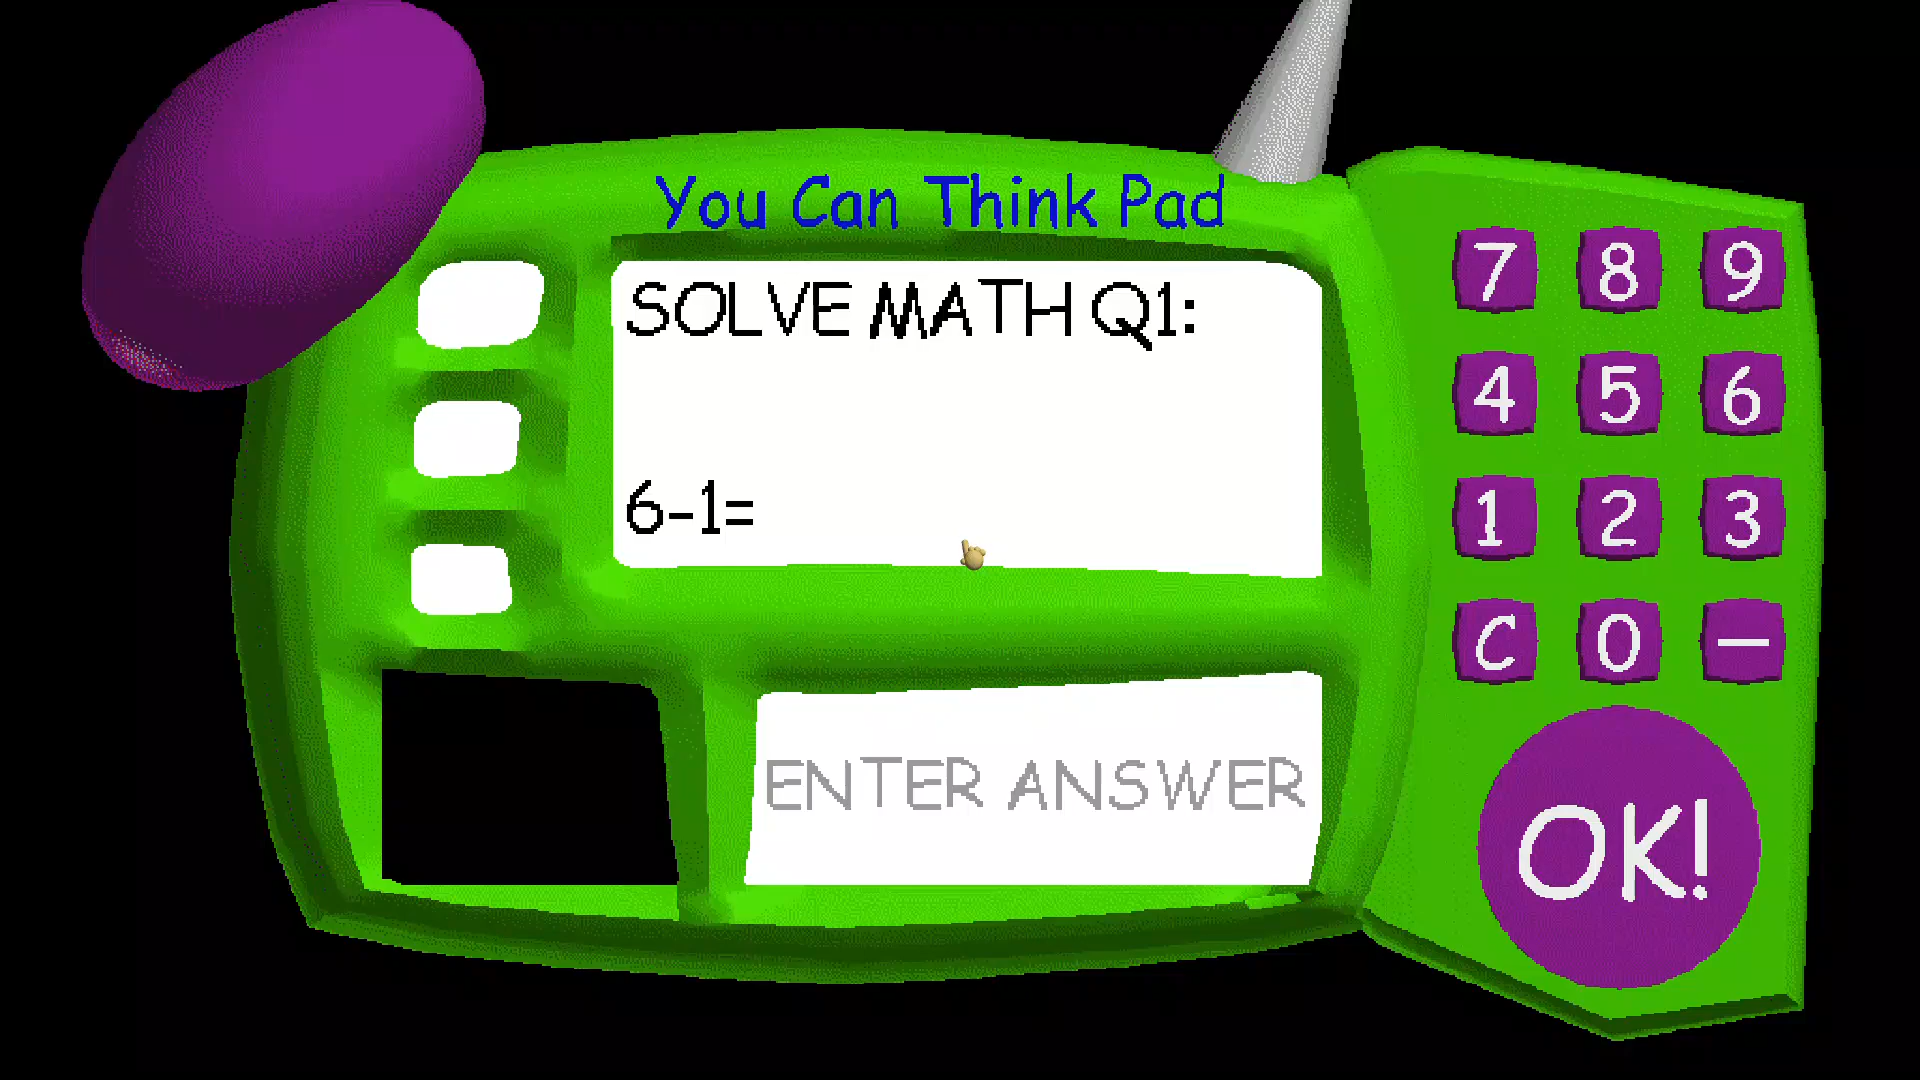 You Can Think Pad
SOLVE MATH Q1:
6-1=
ENTER ANSWER
7 8 9
4 5 6
1 2 3
C 0 –
OK!